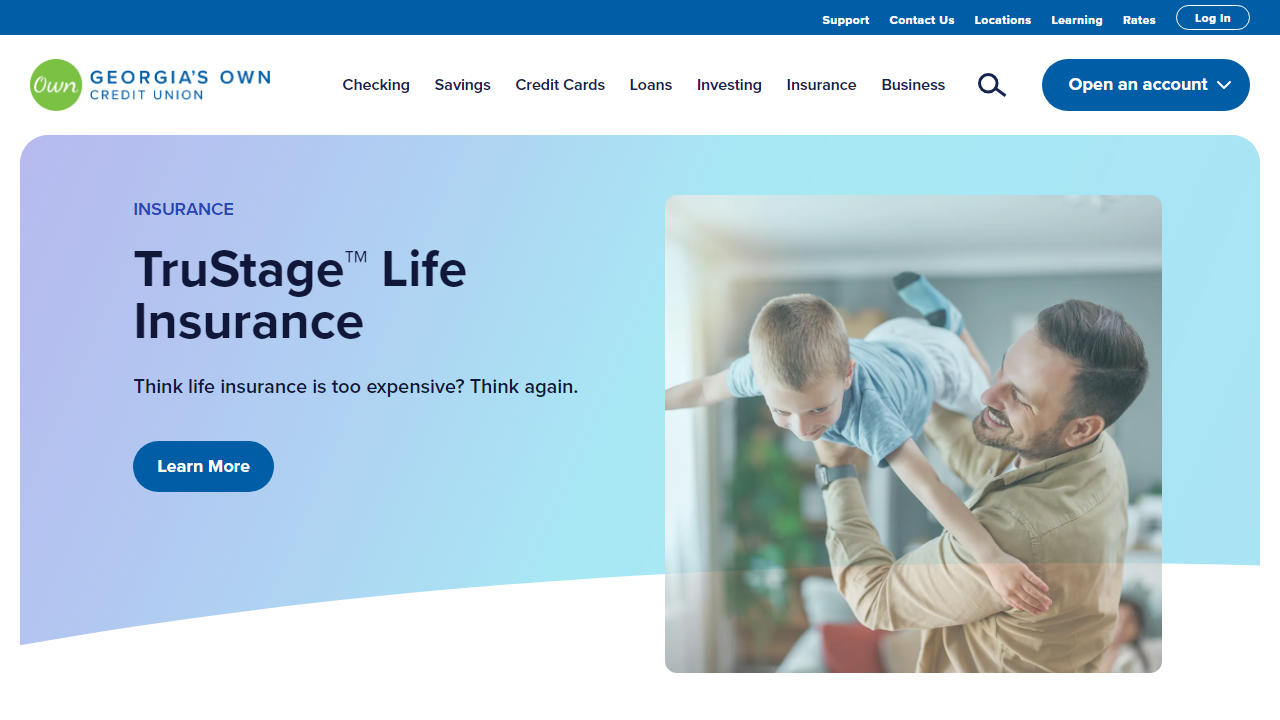 Support Contact Us Locations Learning Rates Log In
Own GEORGIA'S OWN
CREDIT UNION
Checking Savings Credit Cards Loans Investing Insurance Business Open an account
INSURANCE
TruStage™ Life
Insurance
Think life insurance is too expensive? Think again.
Learn More